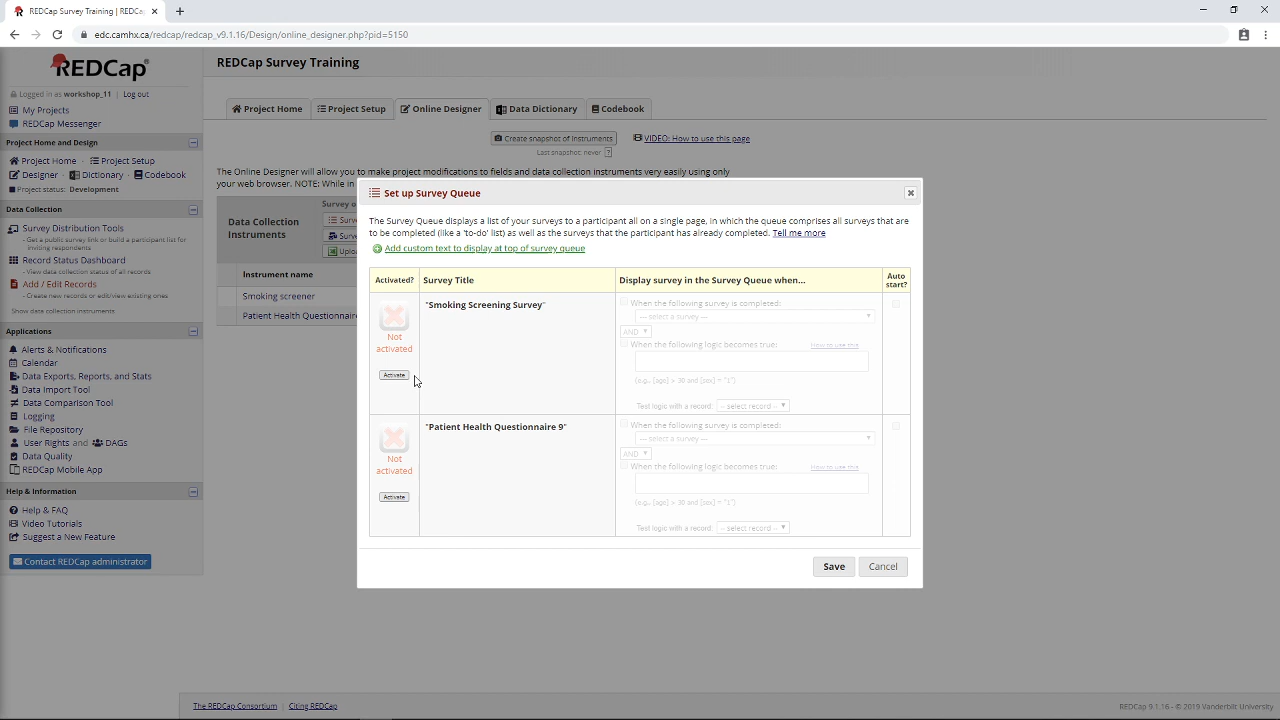 REDCap Survey Training | REDCa
edc.camhx.ca/redcap/redcap_v9.1.16/Design/online_designer.php?pid=5150
REDCap
Logged in as workshop_11 | Log out
My Projects
REDCap Messenger
Project Home and Design
Project Home · Project Setup
Designer · Dictionary · Codebook
Project status: Development
Data Collection
Survey Distribution Tools
- Get a public survey link or build a participant list for inviting respondents
Record Status Dashboard
- View data collection status of all records
Add / Edit Records
- Create new records or edit/view existing ones
Show data collection instruments
Applications
Alerts & Notifications
Calendar
Data Exports, Reports, and Stats
Data Import Tool
Data Comparison Tool
Logging
File Repository
User Rights and DAGs
Data Quality
REDCap Mobile App
Help & Information
Help & FAQ
Video Tutorials
Suggest a New Feature
Contact REDCap administrator
REDCap Survey Training
Project Home
Project Setup
Online Designer
Data Dictionary
Codebook
Create snapshot of instruments
Last snapshot: never ?
VIDEO: How to use this page
The Online Designer will allow you to make project modifications to fields and data collection instruments very easily using only
your web browser. NOTE: While in
Data Collection
Instruments
Survey o
Surve
Surv
Uploa
Instrument name
Smoking screener
Patient Health Questionnaire
Set up Survey Queue
The Survey Queue displays a list of your surveys to a participant all on a single page, in which the queue comprises all surveys that are
to be completed (like a 'to-do' list) as well as the surveys that the participant has already completed. Tell me more
Add custom text to display at top of survey queue
Activated?
Survey Title
Display survey in the Survey Queue when...
Auto
start?
Not
activated
Activate
"Smoking Screening Survey"
When the following survey is completed:
--- select a survey ---
AND
When the following logic becomes true:
How to use this
(e.g., [age] > 30 and [sex] = "1")
Test logic with a record: -- select record --
Not
activated
Activate
"Patient Health Questionnaire 9"
When the following survey is completed:
--- select a survey ---
AND
When the following logic becomes true:
How to use this
(e.g., [age] > 30 and [sex] = "1")
Test logic with a record: -- select record --
Save
Cancel
The REDCap Consortium | Citing REDCap
REDCap 9.1.16 - © 2019 Vanderbilt University